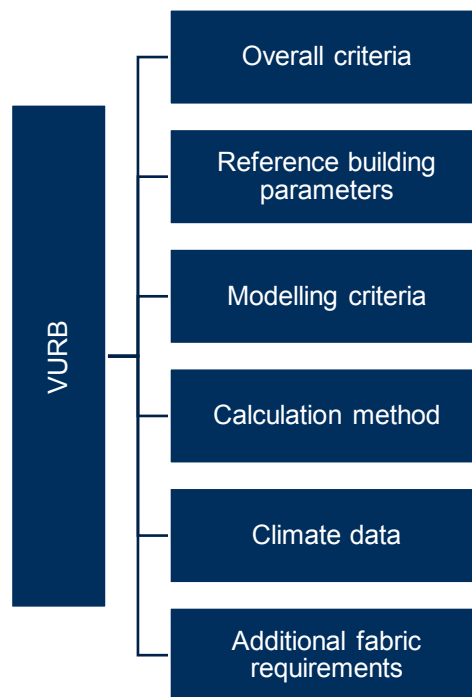 VURB
Overall criteria
Reference building
parameters
Modelling criteria
Calculation method
Climate data
Additional fabric
requirements